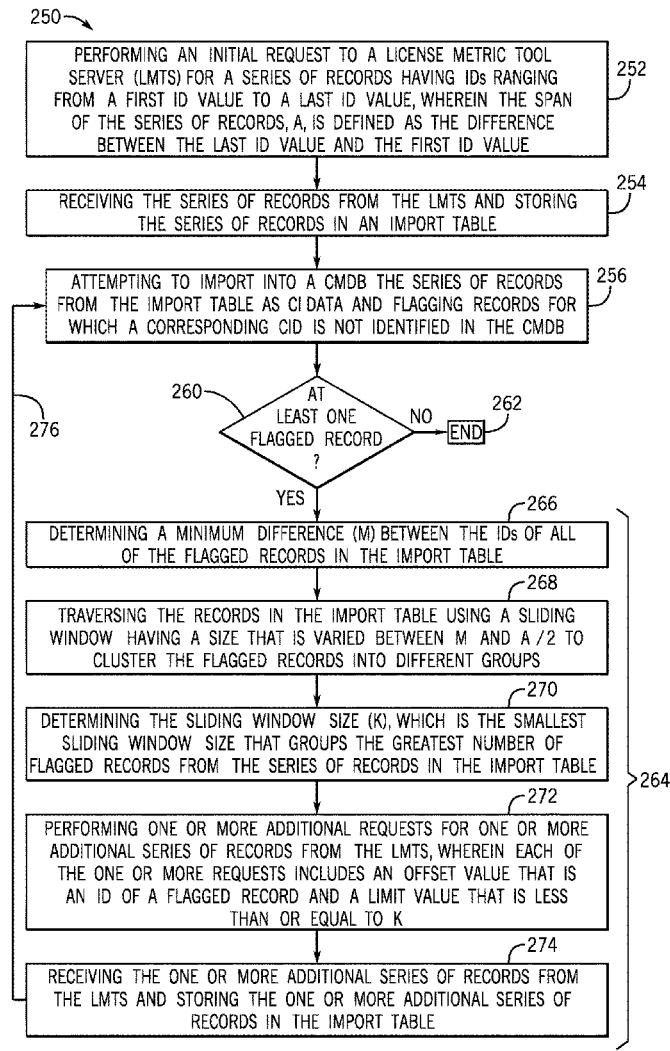 250
PERFORMING AN INITIAL REQUEST TO A LICENSE METRIC TOOL
SERVER (LMTS) FOR A SERIES OF RECORDS HAVING IDs RANGING
FROM A FIRST ID VALUE TO A LAST ID VALUE, WHEREIN THE SPAN
OF THE SERIES OF RECORDS, A, IS DEFINED AS THE DIFFERENCE
BETWEEN THE LAST ID VALUE AND THE FIRST ID VALUE
252
RECEIVING THE SERIES OF RECORDS FROM THE LMTS AND STORING
THE SERIES OF RECORDS IN AN IMPORT TABLE
254
ATTEMPTING TO IMPORT INTO A CMDB THE SERIES OF RECORDS
FROM THE IMPORT TABLE AS CI DATA AND FLAGGING RECORDS FOR
WHICH A CORRESPONDING CID IS NOT IDENTIFIED IN THE CMDB
256
276
260
AT
LEAST ONE
FLAGGED RECORD
?
NO
END
262
YES
266
DETERMINING A MINIMUM DIFFERENCE (M) BETWEEN THE IDs OF ALL
OF THE FLAGGED RECORDS IN THE IMPORT TABLE
268
TRAVERSING THE RECORDS IN THE IMPORT TABLE USING A SLIDING
WINDOW HAVING A SIZE THAT IS VARIED BETWEEN M AND A/2 TO
CLUSTER THE FLAGGED RECORDS INTO DIFFERENT GROUPS
270
DETERMINING THE SLIDING WINDOW SIZE (K), WHICH IS THE SMALLEST
SLIDING WINDOW SIZE THAT GROUPS THE GREATEST NUMBER OF
FLAGGED RECORDS FROM THE SERIES OF RECORDS IN THE IMPORT TABLE
264
272
PERFORMING ONE OR MORE ADDITIONAL REQUESTS FOR ONE OR MORE
ADDITIONAL SERIES OF RECORDS FROM THE LMTS, WHEREIN EACH OF
THE ONE OR MORE REQUESTS INCLUDES AN OFFSET VALUE THAT IS
AN ID OF A FLAGGED RECORD AND A LIMIT VALUE THAT IS LESS
THAN OR EQUAL TO K
274
RECEIVING THE ONE OR MORE ADDITIONAL SERIES OF RECORDS FROM
THE LMTS AND STORING THE ONE OR MORE ADDITIONAL SERIES OF
RECORDS IN THE IMPORT TABLE